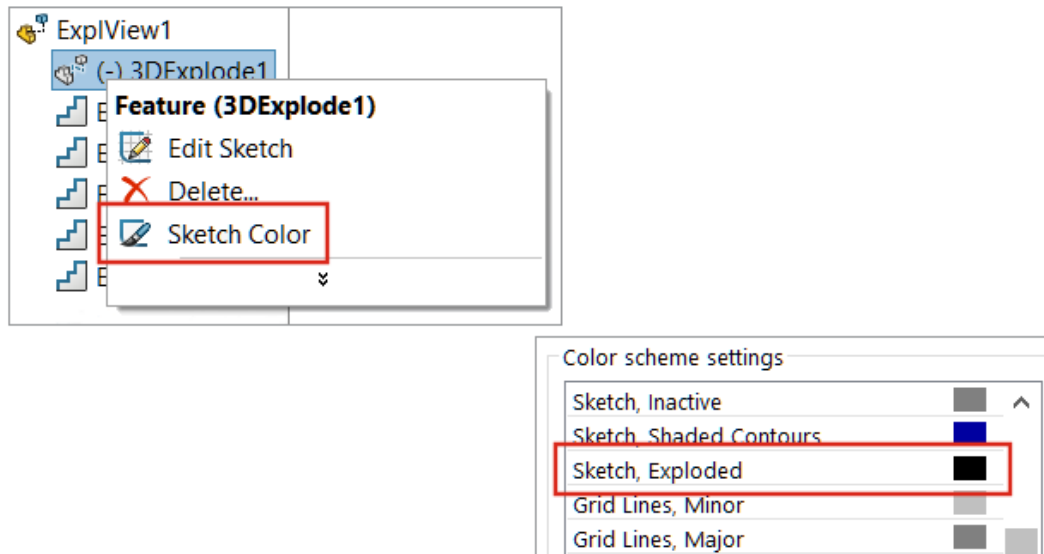 ExplView1
(-) 3DExplode1
Feature (3DExplode1)
Edit Sketch
Delete...
Sketch Color
Color scheme settings
Sketch, Inactive
Sketch, Shaded Contours
Sketch, Exploded
Grid Lines, Minor
Grid Lines, Major